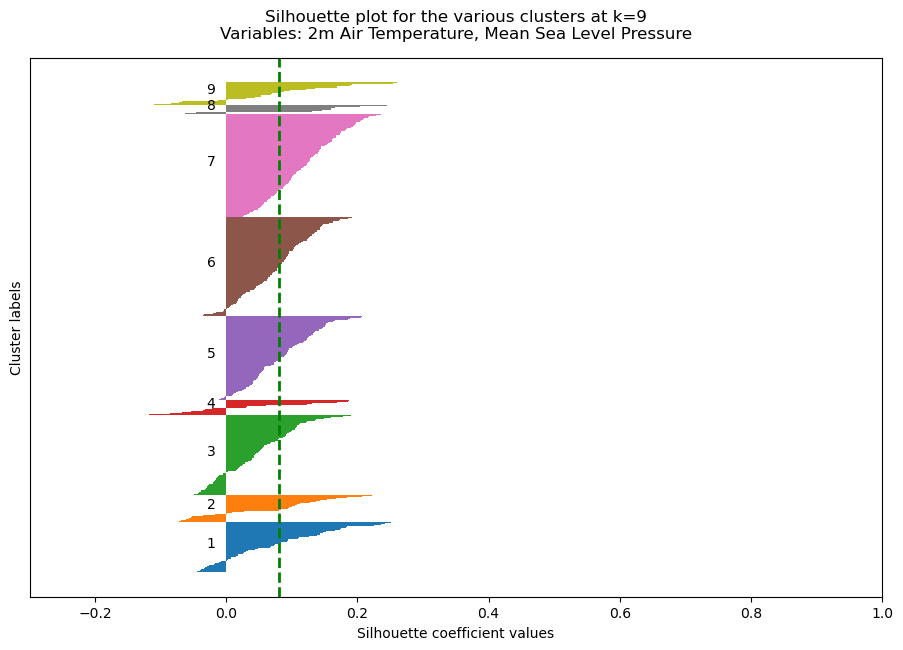 Silhouette plot for the various clusters at k=9
Variables: 2m Air Temperature, Mean Sea Level Pressure
Cluster labels
9
8
7
6
5
4
3
2
1
−0.2 0.0 0.2 0.4 0.6 0.8 1.0
Silhouette coefficient values